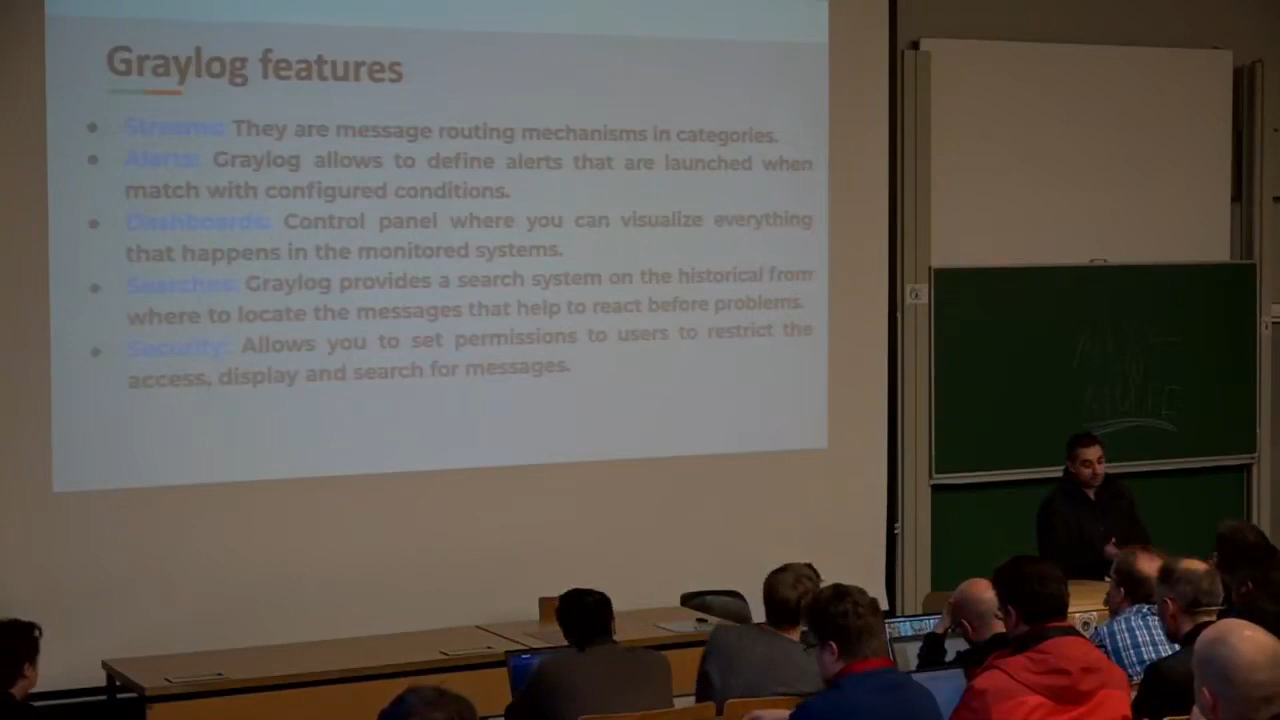 Graylog features
• Streams: They are message routing mechanisms in categories.
• Alerts: Graylog allows to define alerts that are launched when
match with configured conditions.
• Dashboards: Control panel where you can visualize everything
that happens in the monitored systems.
• Searches: Graylog provides a search system on the historical from
where to locate the messages that help to react before problems.
• Security: Allows you to set permissions to users to restrict the
access, display and search for messages.